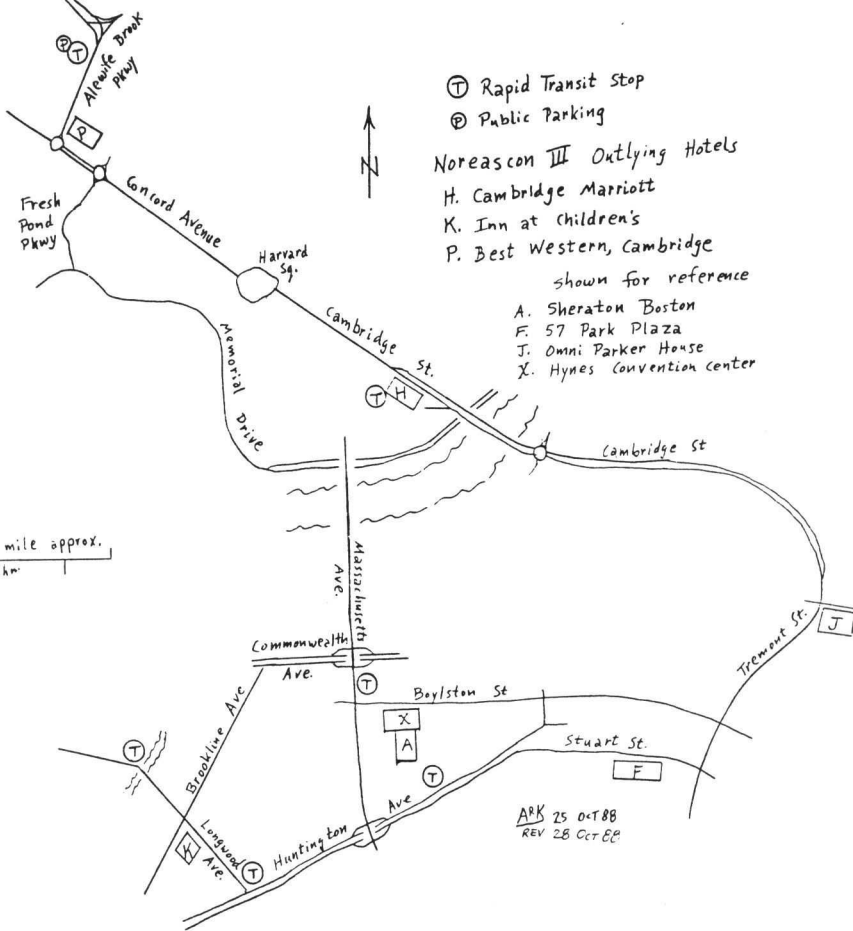 Alewife Brook
Pkwy
P T
P
Fresh
Pond
Pkwy
Concord Avenue
Harvard
Sq.
N
T Rapid Transit Stop
P Public Parking
Noreascon III Outlying Hotels
H. Cambridge Marriott
K. Inn at Children's
P. Best Western, Cambridge
shown for reference
A. Sheraton Boston
F. 57 Park Plaza
J. Omni Parker House
X. Hynes Convention Center
Cambridge St.
T H
Memorial Drive
Cambridge St
mile approx.
km
Massachusetts
Ave.
J
Tremont St.
Commonwealth
Ave.
T
Boylston St
X
A
Stuart St.
F
T
T
Brookline Ave
Longwood
Ave.
K
T
Huntington Ave
ARK 25 OCT 88
REV 28 OCT 88